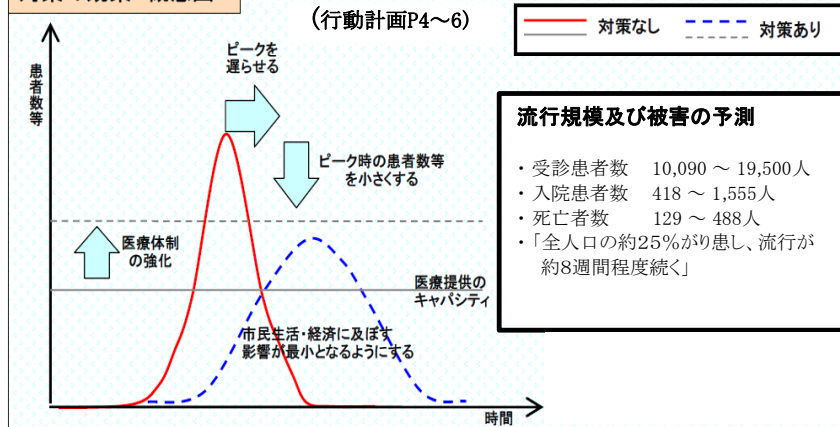 (行動計画P4～6)
対策なし
対策あり
患者数等
ピークを
遅らせる
ピーク時の患者数等
を小さくする
医療体制
の強化
医療提供の
キャパシティ
市民生活・経済に及ぼす
影響が最小となるようにする
時間
流行規模及び被害の予測
・受診患者数　10,090 ～ 19,500人
・入院患者数　418 ～ 1,555人
・死亡者数　129 ～ 488人
・「全人口の約25%がり患し、流行が
約8週間程度続く」